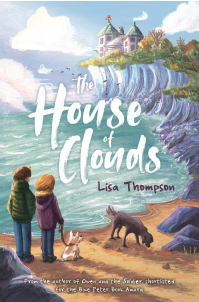 The
House
of
Clouds
Lisa Thompson
From the author of Owen and the Soldier, shortlisted
for the Blue Peter Book Award